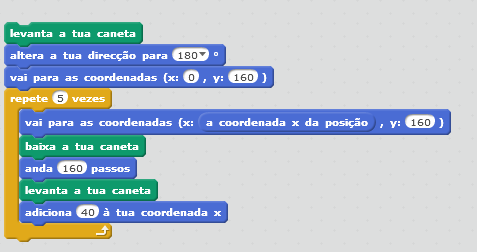 levanta a tua caneta
altera a tua direcção para 180 º
vai para as coordenadas (x: 0 , y: 160 )
repete 5 vezes
vai para as coordenadas (x: a coordenada x da posição , y: 160 )
baixa a tua caneta
anda 160 passos
levanta a tua caneta
adiciona 40 à tua coordenada x